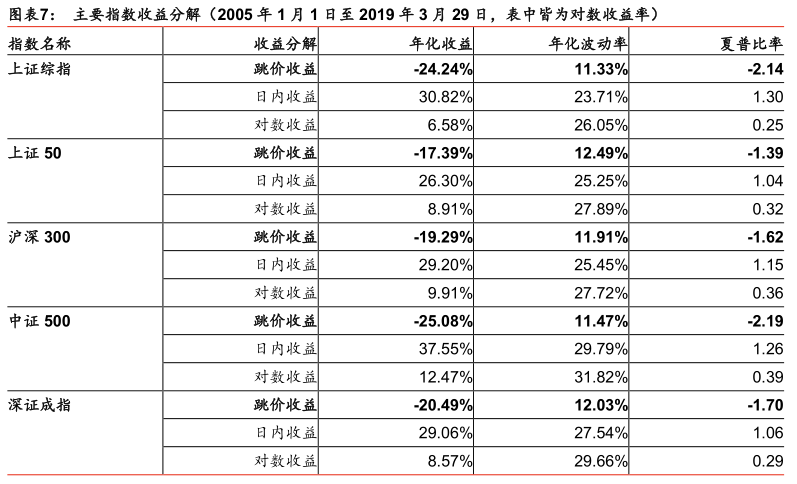 图表7： 主要指数收益分解（2005 年 1 月 1 日至 2019 年 3 月 29 日，表中皆为对数收益率）
指数名称 收益分解 年化收益 年化波动率 夏普比率
上证综指 跳价收益 -24.24% 11.33% -2.14
日内收益 30.82% 23.71% 1.30
对数收益 6.58% 26.05% 0.25
上证 50 跳价收益 -17.39% 12.49% -1.39
日内收益 26.30% 25.25% 1.04
对数收益 8.91% 27.89% 0.32
沪深 300 跳价收益 -19.29% 11.91% -1.62
日内收益 29.20% 25.45% 1.15
对数收益 9.91% 27.72% 0.36
中证 500 跳价收益 -25.08% 11.47% -2.19
日内收益 37.55% 29.79% 1.26
对数收益 12.47% 31.82% 0.39
深证成指 跳价收益 -20.49% 12.03% -1.70
日内收益 29.06% 27.54% 1.06
对数收益 8.57% 29.66% 0.29